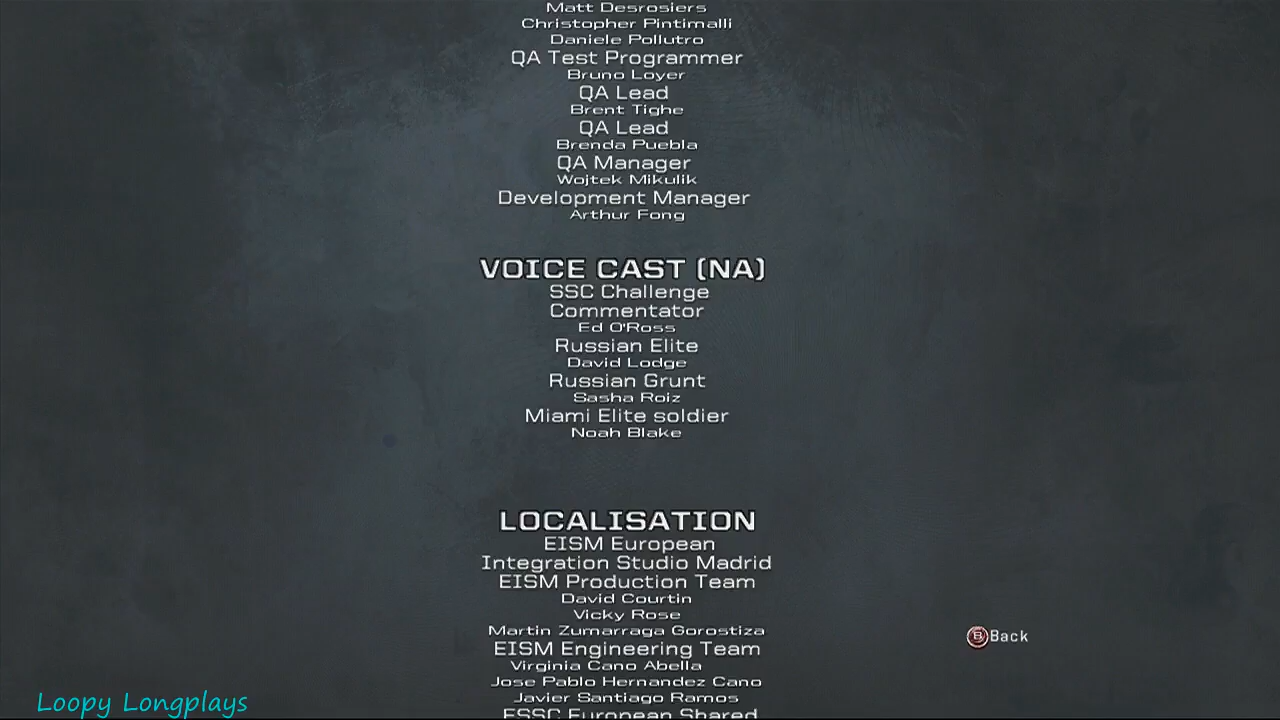 Matt Desrosiers
Christopher Pintimalli
Daniele Pollutro
QA Test Programmer
Bruno Loyer
QA Lead
Brent Tighe
QA Lead
Brenda Puebla
QA Manager
Wojtek Mikulik
Development Manager
Arthur Fong
VOICE CAST (NA)
SSC Challenge
Commentator
Ed O'Ross
Russian Elite
David Lodge
Russian Grunt
Sasha Roiz
Miami Elite soldier
Noah Blake
LOCALISATION
EISM European
Integration Studio Madrid
EISM Production Team
David Courtin
Vicky Rose
Martin Zumarraga Gorostiza
EISM Engineering Team
Virginia Cano Abella
Jose Pablo Hernandez Cano
Javier Santiago Ramos
ESSC European Shared
B Back
Loopy Longplays